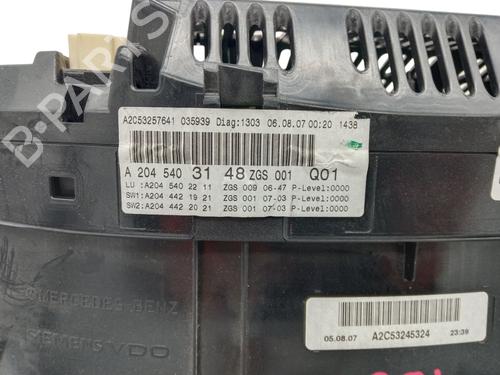 A2C53257641 035939 Diag:1303 06.08.07 00:20 1438
A 204 540 31 48 ZGS 001 Q01
LU :A204 540 22 11 ZGS 009 06-47 P-Level:0000
SW1:A204 442 19 21 ZGS 001 07-03 P-Level:0000
SW2:A204 442 20 21 ZGS 001 07-03 P-Level:0000
B-PARTS
MERCEDES-BENZ
SIEMENS VDO
05.08.07 A2C53245324 23:39